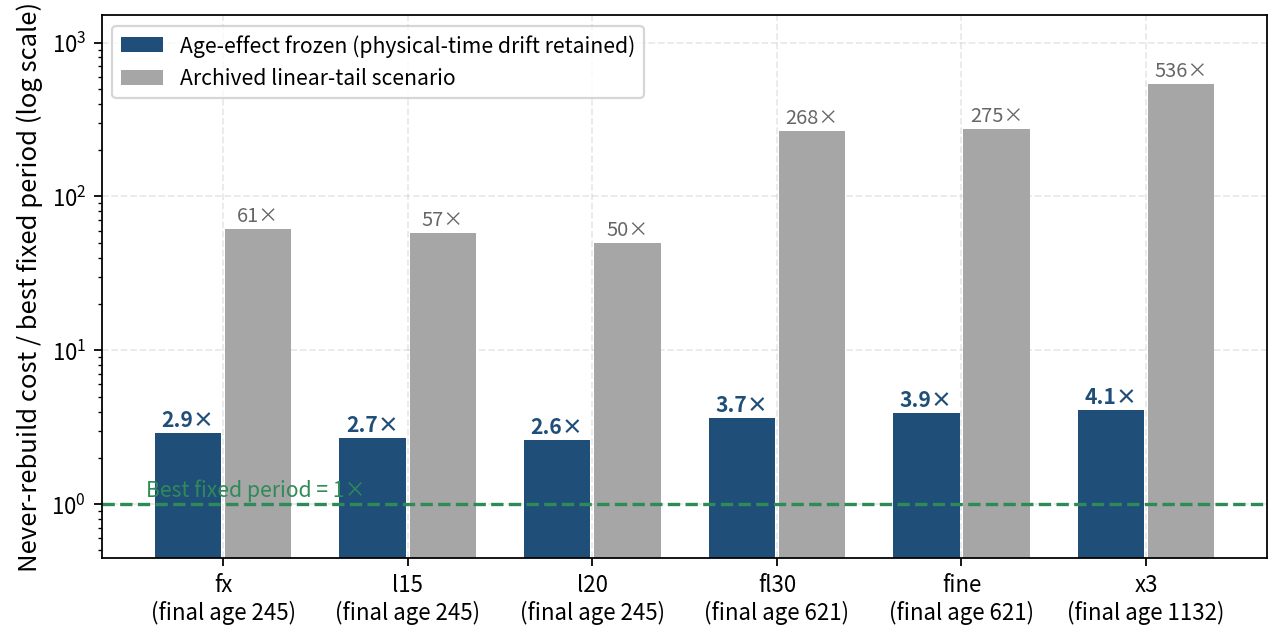 Never-rebuild cost / best fixed period (log scale)
10³
10²
10¹
10⁰
Age-effect frozen (physical-time drift retained)
Archived linear-tail scenario
2.9×
61×
2.7×
57×
2.6×
50×
3.7×
268×
3.9×
275×
4.1×
536×
Best fixed period = 1×
fx
(final age 245)
l15
(final age 245)
l20
(final age 245)
fl30
(final age 621)
fine
(final age 621)
x3
(final age 1132)